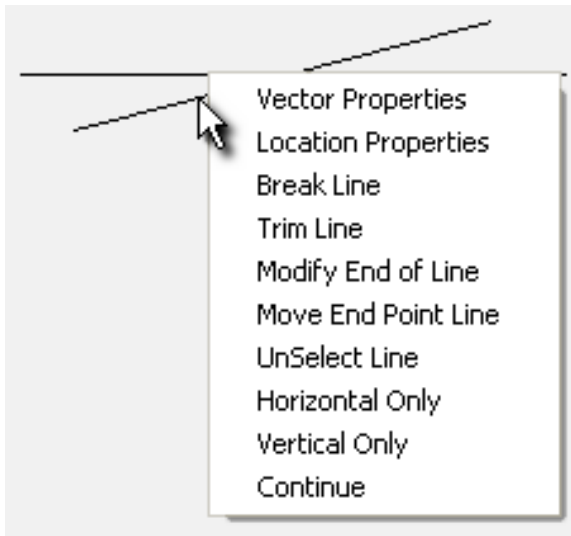 Vector Properties
Location Properties
Break Line
Trim Line
Modify End of Line
Move End Point Line
UnSelect Line
Horizontal Only
Vertical Only
Continue